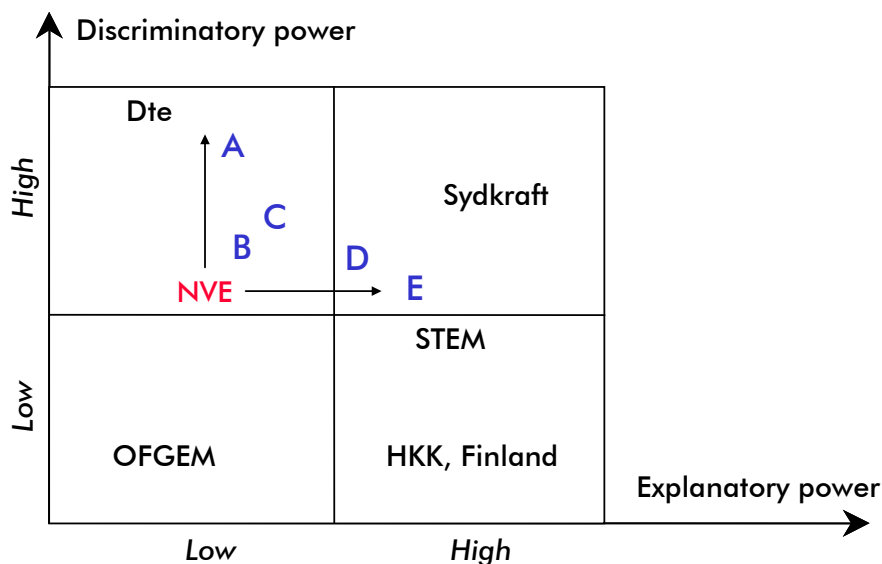 Discriminatory power
Dte
A
High
Sydkraft
C
B
D
NVE
E
STEM
Low
OFGEM
HKK, Finland
Explanatory power
Low
High